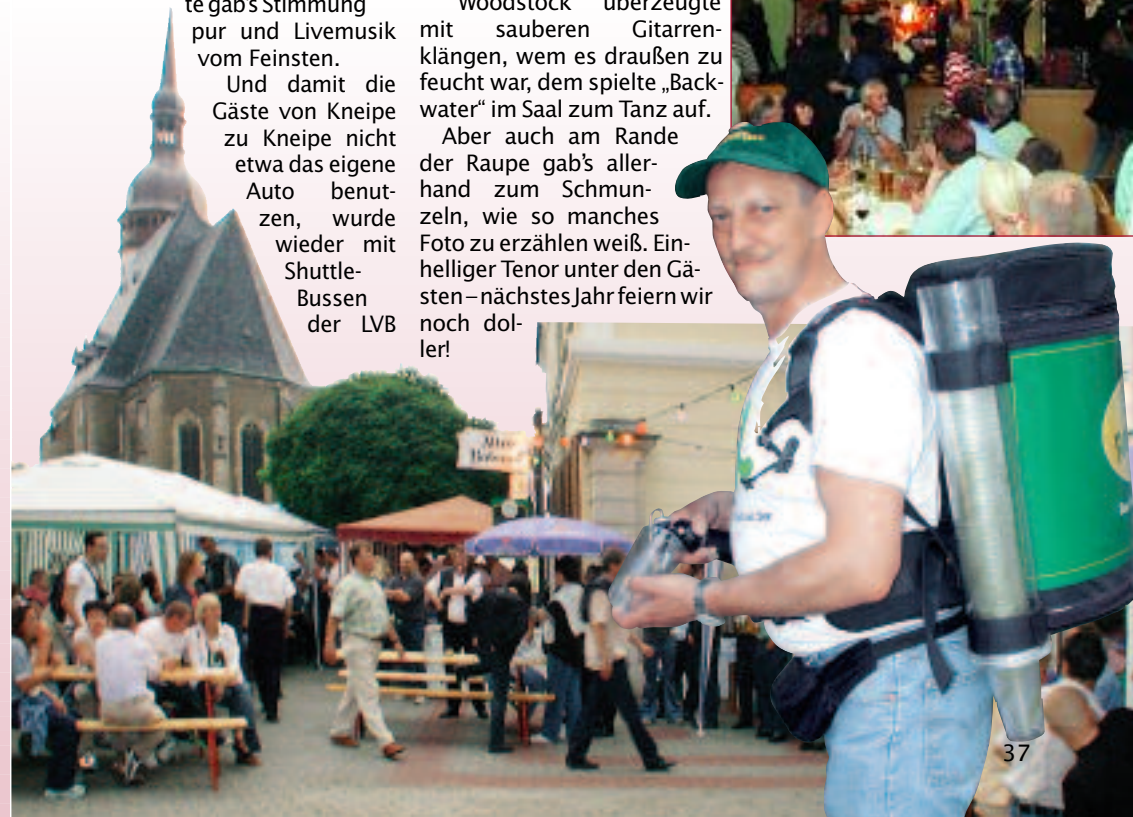 te gab's Stimmung
pur und Livemusik
vom Feinsten.
Und damit die
Gäste von Kneipe
zu Kneipe nicht
etwa das eigene
Auto benut-
zen, wurde
wieder mit
Shuttle-
Bussen
der LVB
Woodstock überzeugte
mit sauberen Gitarren-
klängen, wem es draußen zu
feucht war, dem spielte „Back-
water“ im Saal zum Tanz auf.
Aber auch am Rande
der Raupe gab's aller-
hand zum Schmun-
zeln, wie so manches
Foto zu erzählen weiß. Ein-
helliger Tenor unter den Gä-
sten – nächstes Jahr feiern wir
noch dol-
ler!
Alter
37